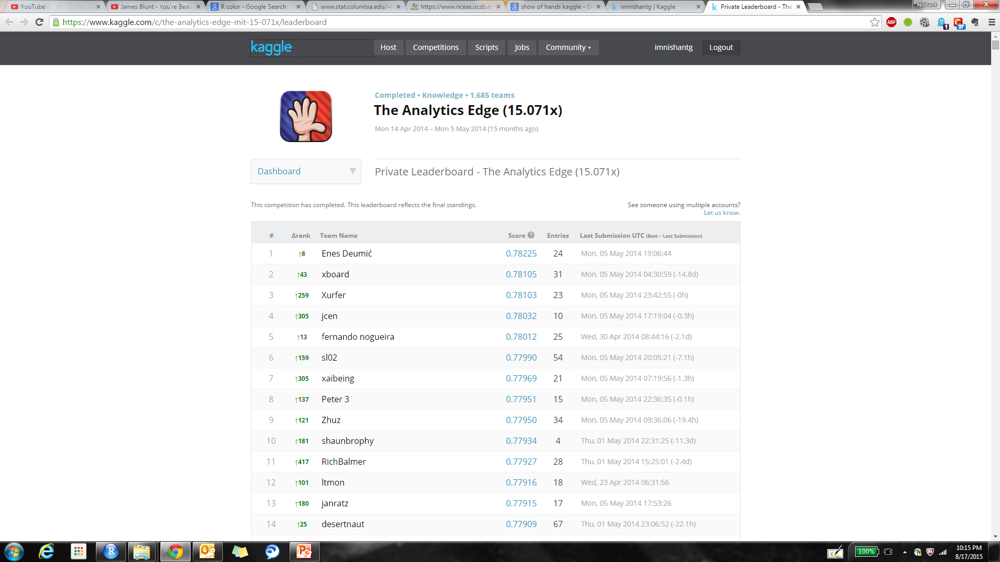 YouTube
James Blunt - You're Beau
R color - Google Search
www.stat.columbia.edu/~
https://www.nceas.ucsb.e
show of hands kaggle - G
imnishantg | Kaggle
Private Leaderboard - The
Nishant
https://www.kaggle.com/c/the-analytics-edge-mit-15-071x/leaderboard
ABP
1
37
kaggle
Host
Competitions
Scripts
Jobs
Community
imnishantg
Logout
Completed • Knowledge • 1,685 teams
The Analytics Edge (15.071x)
Mon 14 Apr 2014 – Mon 5 May 2014 (15 months ago)
Dashboard
Private Leaderboard - The Analytics Edge (15.071x)
This competition has completed. This leaderboard reflects the final standings.
See someone using multiple accounts?
Let us know.
# Δrank Team Name Score ? Entries Last Submission UTC (Best − Last Submission)
1 ↑8 Enes Deumić 0.78225 24 Mon, 05 May 2014 19:06:44
2 ↑43 xboard 0.78105 31 Mon, 05 May 2014 04:30:59 (-14.8d)
3 ↑259 Xurfer 0.78103 23 Mon, 05 May 2014 23:42:55 (-0h)
4 ↑305 jcen 0.78032 10 Mon, 05 May 2014 17:19:04 (-0.3h)
5 ↑13 fernando nogueira 0.78012 25 Wed, 30 Apr 2014 08:44:16 (-2.1d)
6 ↑159 sl02 0.77990 54 Mon, 05 May 2014 20:05:21 (-7.1h)
7 ↑305 xaibeing 0.77969 21 Mon, 05 May 2014 07:19:56 (-1.3h)
8 ↑137 Peter 3 0.77951 15 Mon, 05 May 2014 22:36:35 (-0.1h)
9 ↑121 Zhuz 0.77950 34 Mon, 05 May 2014 09:36:06 (-19.4h)
10 ↑181 shaunbrophy 0.77934 4 Thu, 01 May 2014 22:31:25 (-11.3d)
11 ↑417 RichBalmer 0.77927 28 Thu, 01 May 2014 15:25:01 (-2.4d)
12 ↑101 ltmon 0.77916 18 Wed, 23 Apr 2014 06:31:56
13 ↑180 janratz 0.77915 17 Mon, 05 May 2014 17:53:26
14 ↑25 desertnaut 0.77909 67 Thu, 01 May 2014 23:06:52 (-22.1h)
100%
10:15 PM
8/17/2015